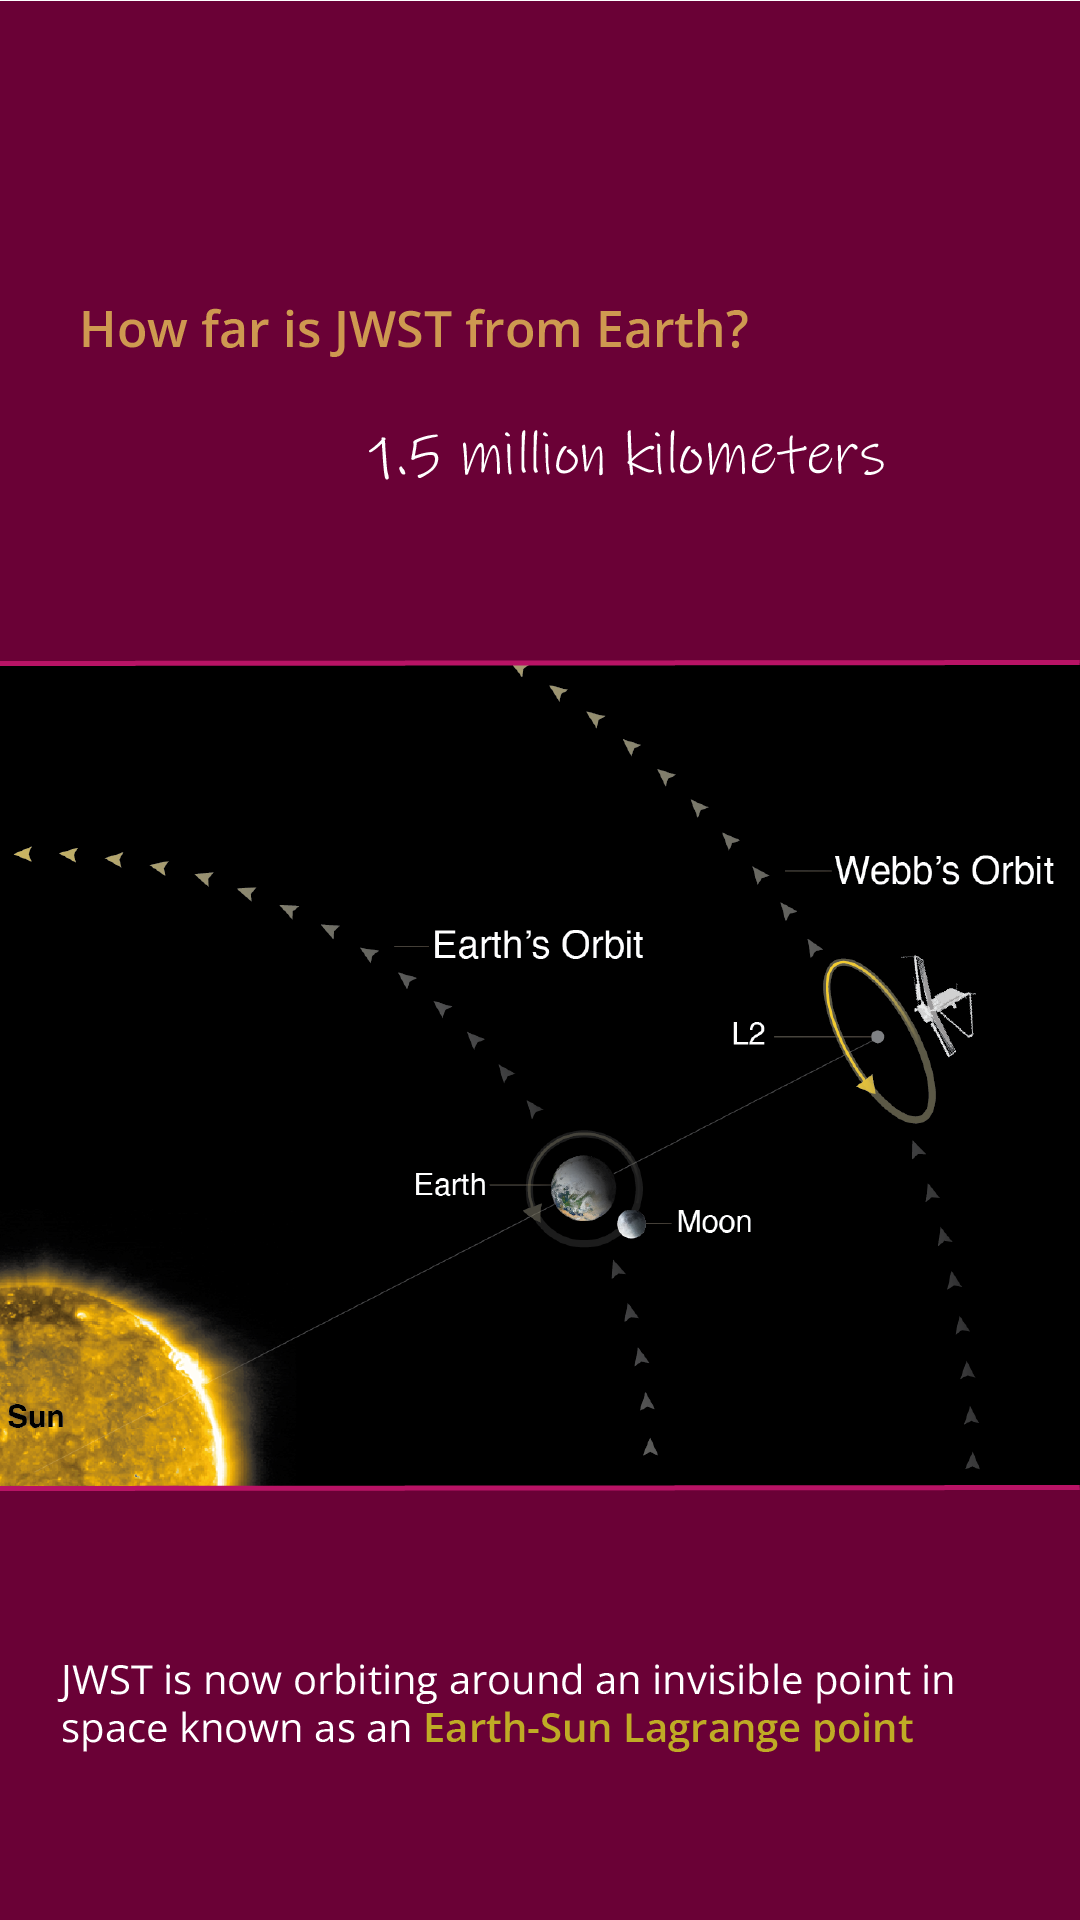 How far is JWST from Earth?
1.5 million kilometers
Webb’s Orbit
Earth’s Orbit
L2
Earth
Moon
Sun
JWST is now orbiting around an invisible point in
space known as an Earth-Sun Lagrange point